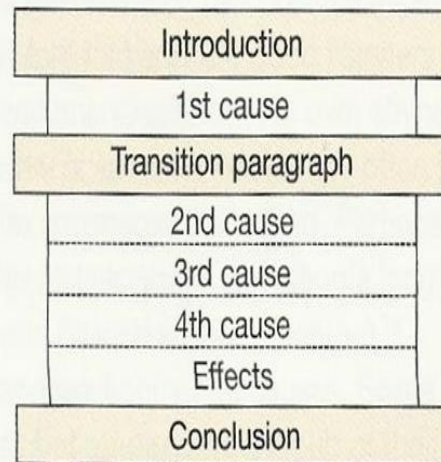 Introduction
1st cause
Transition paragraph
2nd cause
3rd cause
4th cause
Effects
Conclusion